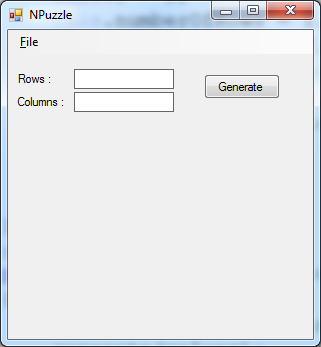 NPuzzle
File
Rows :
Generate
Columns :